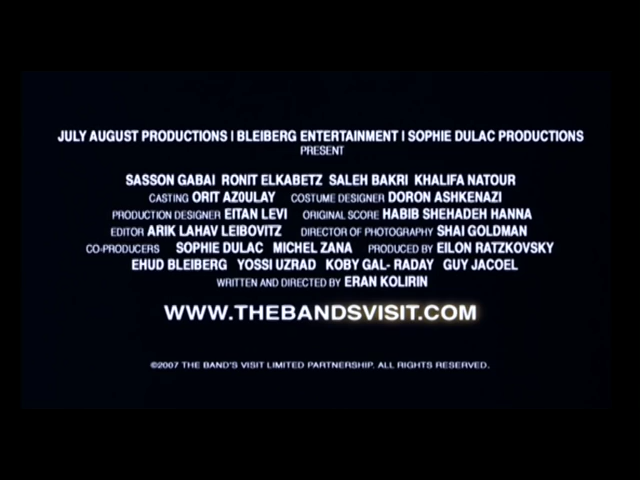 JULY AUGUST PRODUCTIONS | BLEIBERG ENTERTAINMENT | SOPHIE DULAC PRODUCTIONS
PRESENT
SASSON GABAI RONIT ELKABETZ SALEH BAKRI KHALIFA NATOUR
CASTING ORIT AZOULAY COSTUME DESIGNER DORON ASHKENAZI
PRODUCTION DESIGNER EITAN LEVI ORIGINAL SCORE HABIB SHEHADEH HANNA
EDITOR ARIK LAHAV LEIBOVITZ DIRECTOR OF PHOTOGRAPHY SHAI GOLDMAN
CO-PRODUCERS SOPHIE DULAC MICHEL ZANA PRODUCED BY EILON RATZKOVSKY
EHUD BLEIBERG YOSSI UZRAD KOBY GAL- RADAY GUY JACOEL
WRITTEN AND DIRECTED BY ERAN KOLIRIN
WWW.THEBANDSVISIT.COM
©2007 THE BAND'S VISIT LIMITED PARTNERSHIP. ALL RIGHTS RESERVED.